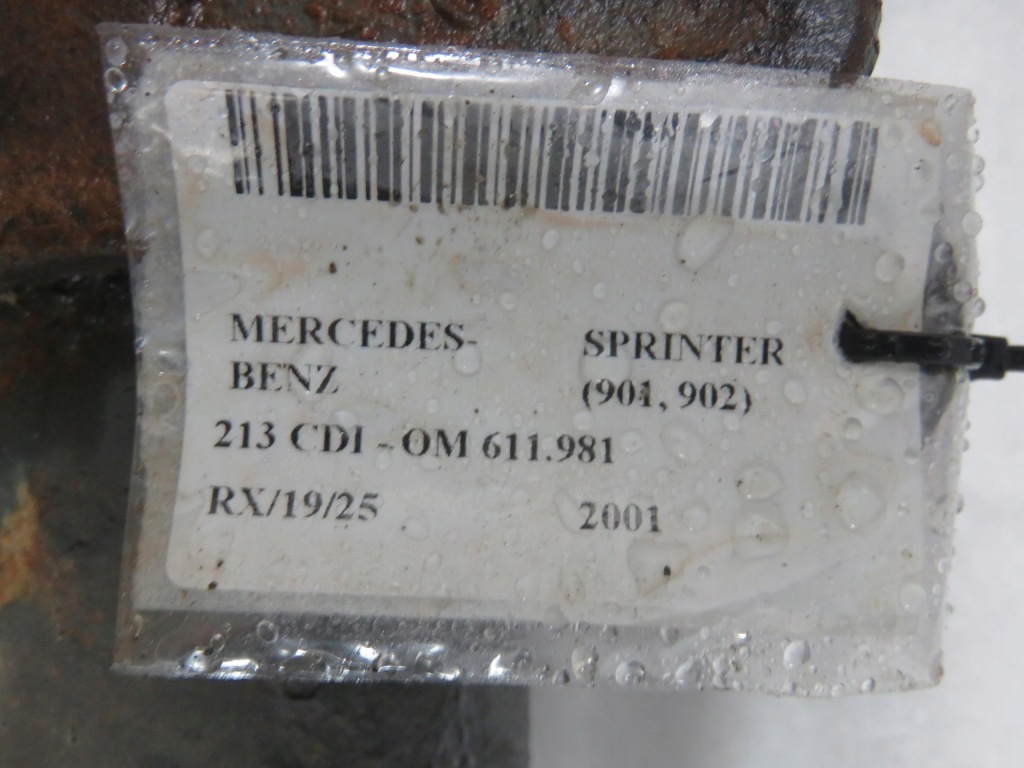 MERCEDES-
BENZ
SPRINTER
(901, 902)
213 CDI - OM 611.981
RX/19/25
2001